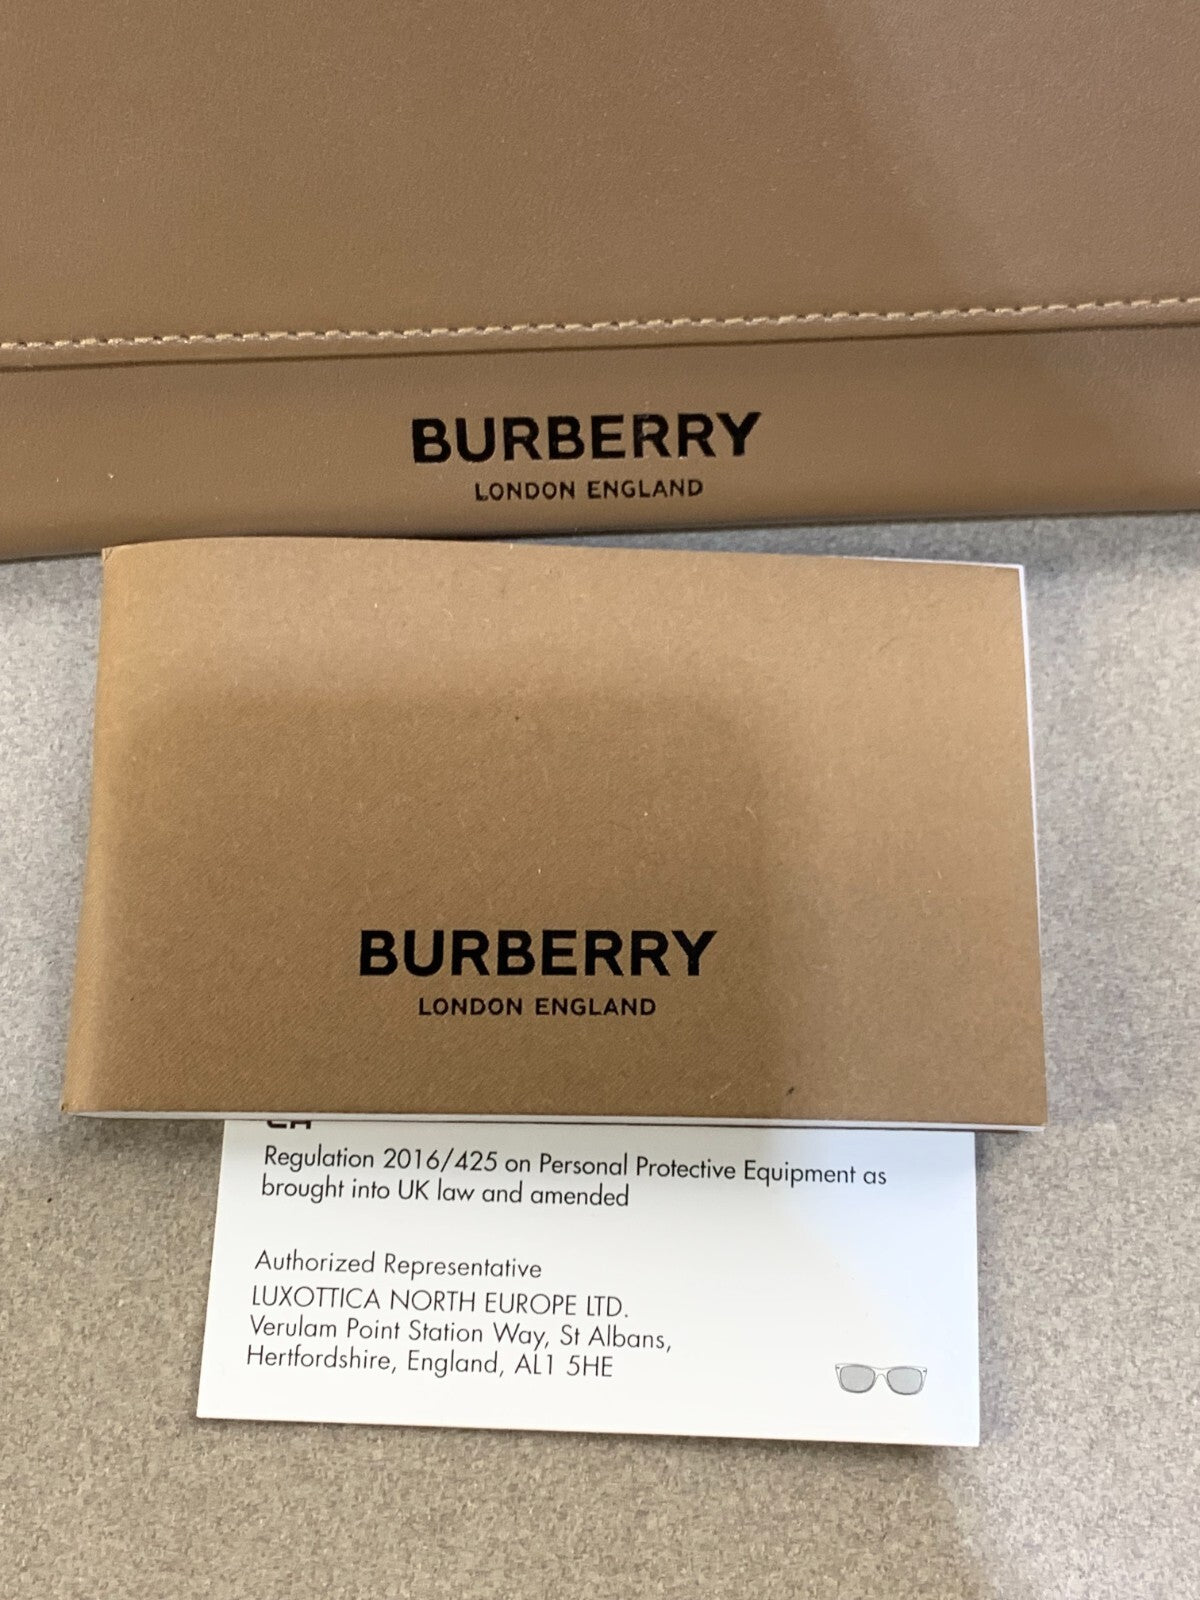 BURBERRY
LONDON ENGLAND
BURBERRY
LONDON ENGLAND
Regulation 2016/425 on Personal Protective Equipment as
brought into UK law and amended
Authorized Representative
LUXOTTICA NORTH EUROPE LTD.
Verulam Point Station Way, St Albans,
Hertfordshire, England, AL1 5HE